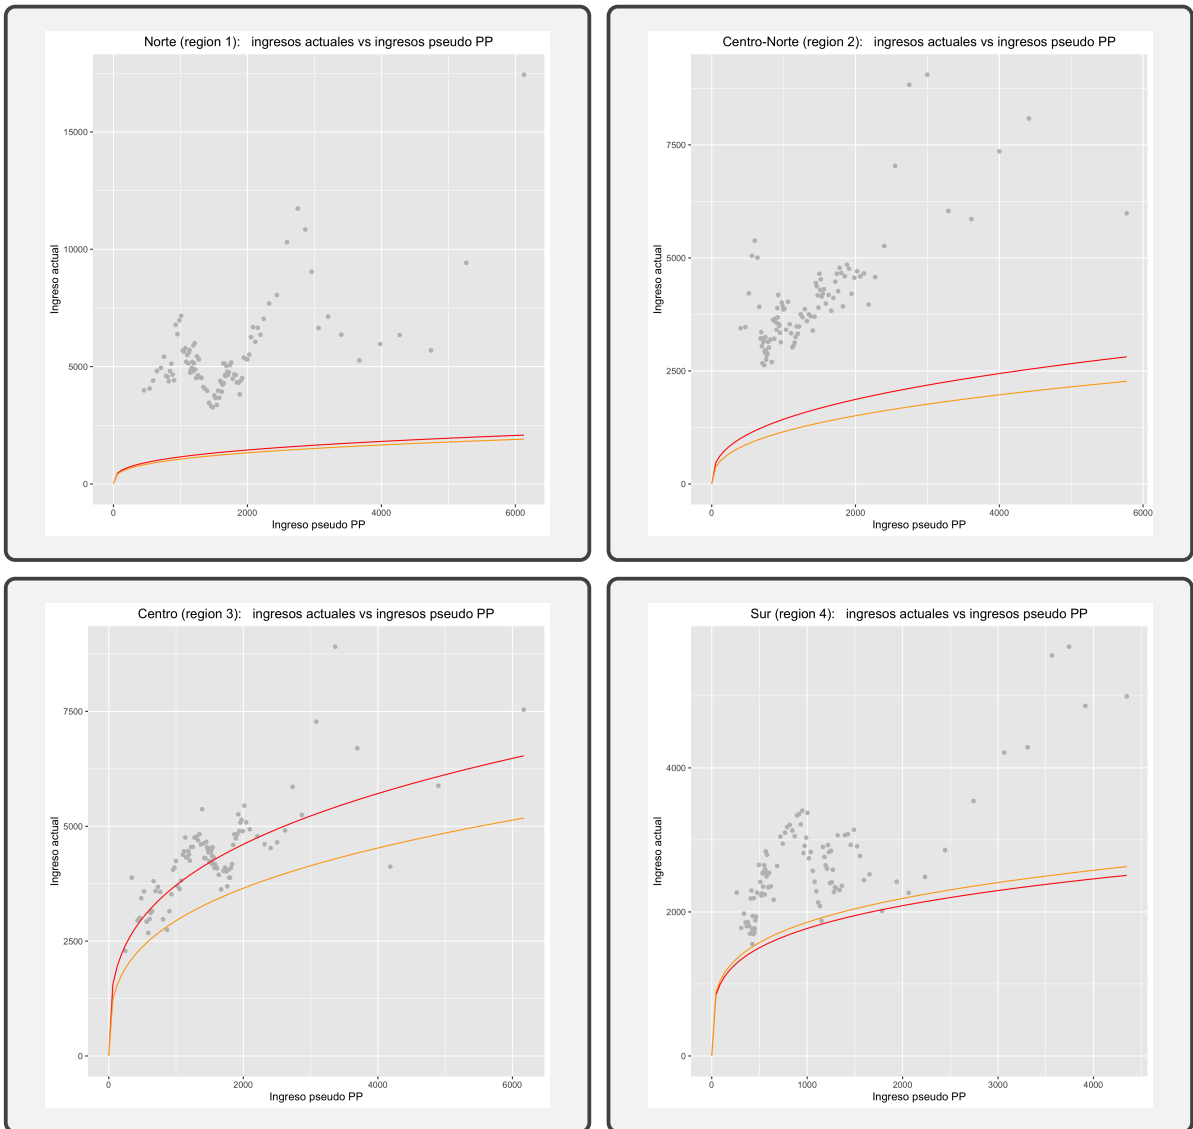 Norte (region 1): ingresos actuales vs ingresos pseudo PP
15000
10000
5000
0
Ingreso actual
0 2000 4000 6000
Ingreso pseudo PP
Centro-Norte (region 2): ingresos actuales vs ingresos pseudo PP
7500
5000
2500
0
Ingreso actual
0 2000 4000 6000
Ingreso pseudo PP
Centro (region 3): ingresos actuales vs ingresos pseudo PP
7500
5000
2500
0
Ingreso actual
0 2000 4000 6000
Ingreso pseudo PP
Sur (region 4): ingresos actuales vs ingresos pseudo PP
4000
2000
0
Ingreso actual
0 1000 2000 3000 4000
Ingreso pseudo PP